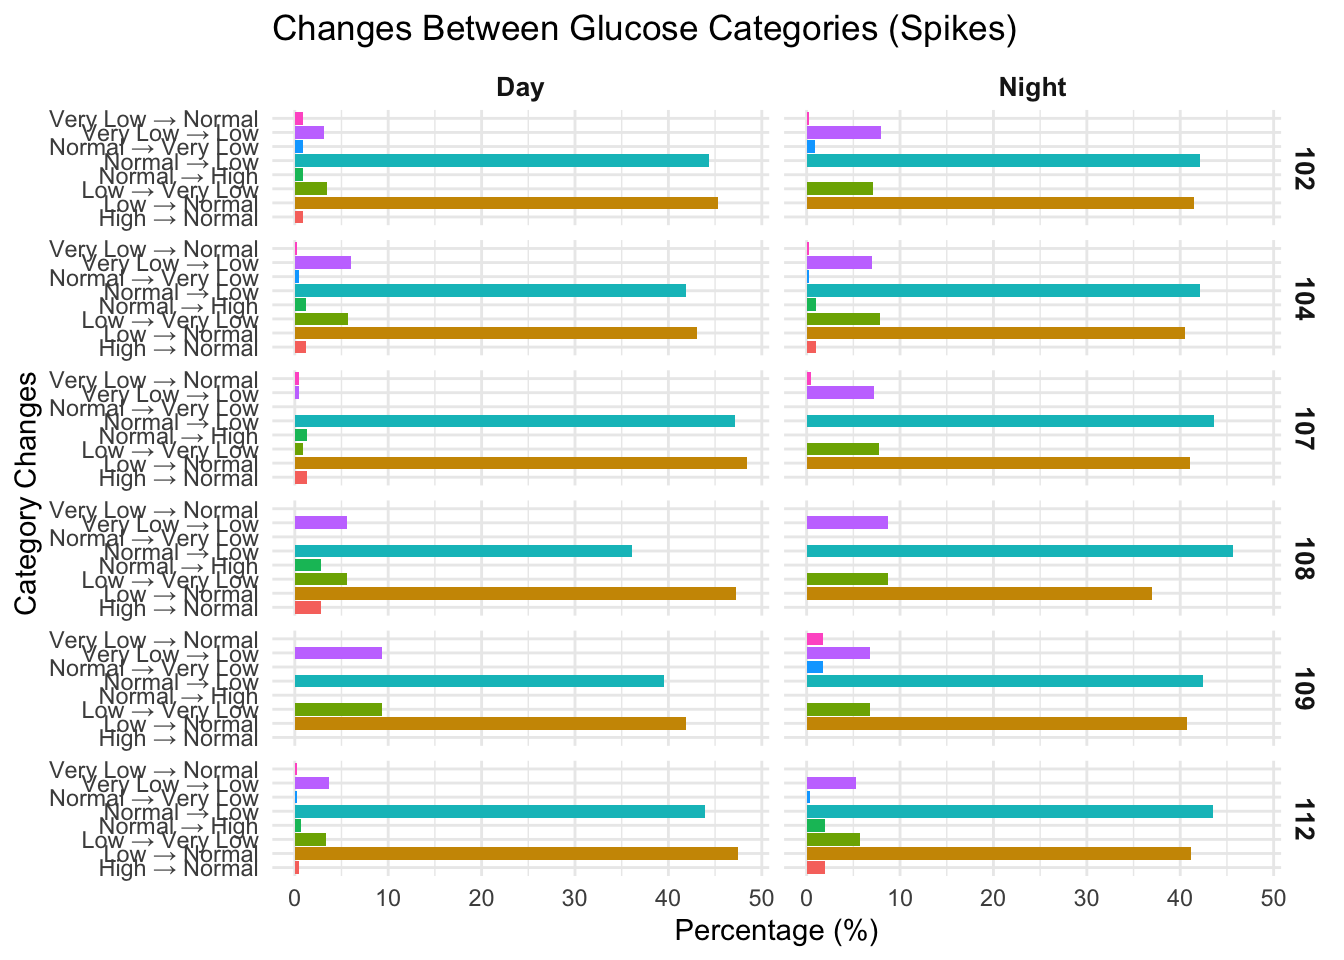 Changes Between Glucose Categories (Spikes)
Day
Night
Very Low → Normal
Very Low → Low
Normal → Very Low
Normal → Low
Normal → High
Low → Very Low
Low → Normal
High → Normal
102
Very Low → Normal
Very Low → Low
Normal → Very Low
Normal → Low
Normal → High
Low → Very Low
Low → Normal
High → Normal
104
Very Low → Normal
Very Low → Low
Normal → Very Low
Normal → Low
Normal → High
Low → Very Low
Low → Normal
High → Normal
107
Very Low → Normal
Very Low → Low
Normal → Very Low
Normal → Low
Normal → High
Low → Very Low
Low → Normal
High → Normal
108
Very Low → Normal
Very Low → Low
Normal → Very Low
Normal → Low
Normal → High
Low → Very Low
Low → Normal
High → Normal
109
Very Low → Normal
Very Low → Low
Normal → Very Low
Normal → Low
Normal → High
Low → Very Low
Low → Normal
High → Normal
112
Category Changes
0 10 20 30 40 50
0 10 20 30 40 50
Percentage (%)